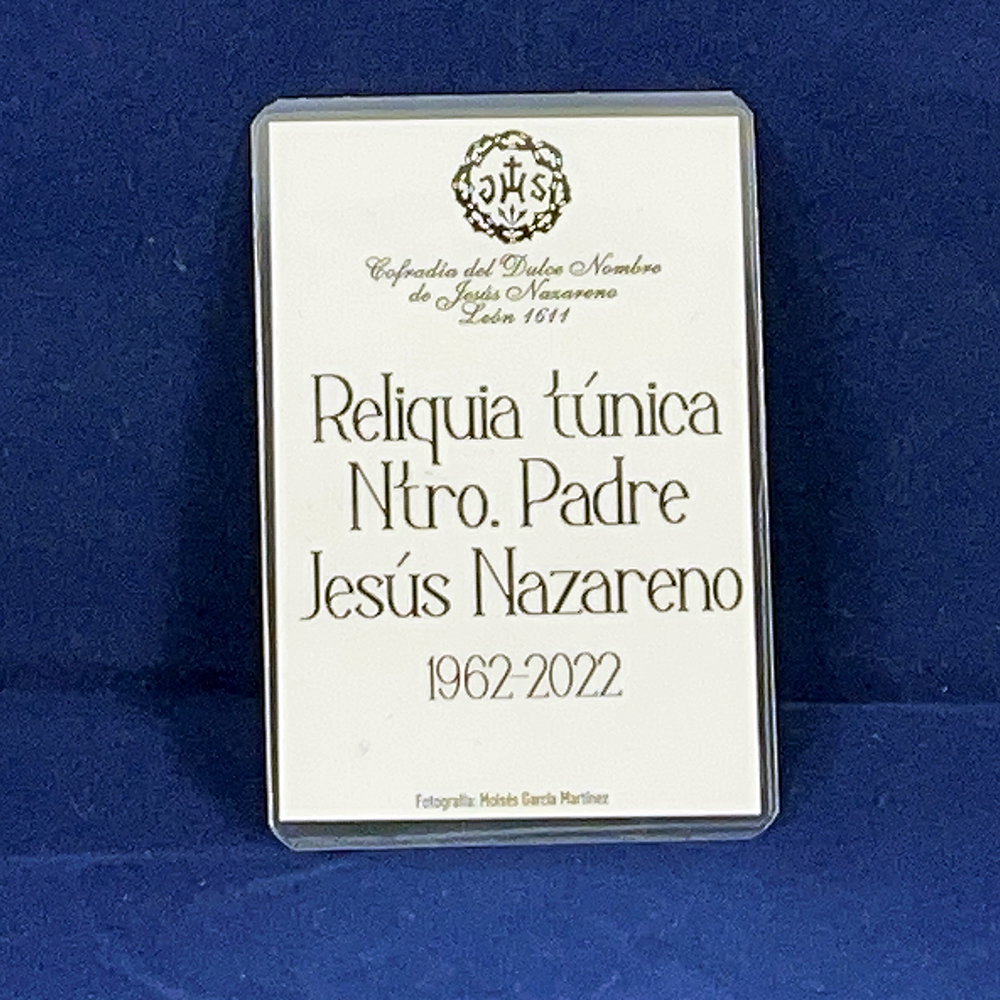 JHS
Cofradía del Dulce Nombre
de Jesús Nazareno
León 1611
Reliquia túnica
Ntro. Padre
Jesús Nazareno
1962-2022
Fotografía: Moisés García Martínez